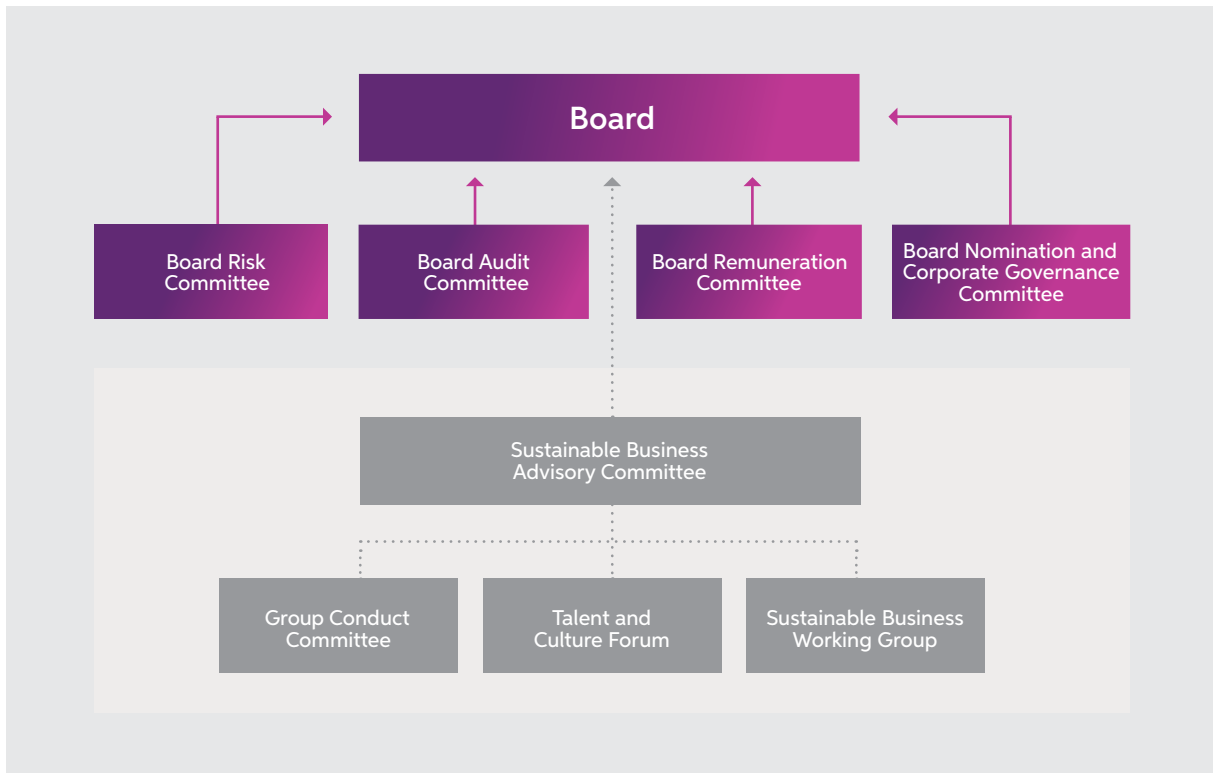 Board
Board Risk
Committee
Board Audit
Committee
Board Remuneration
Committee
Board Nomination and
Corporate Governance
Committee
Sustainable Business
Advisory Committee
Group Conduct
Committee
Talent and
Culture Forum
Sustainable Business
Working Group